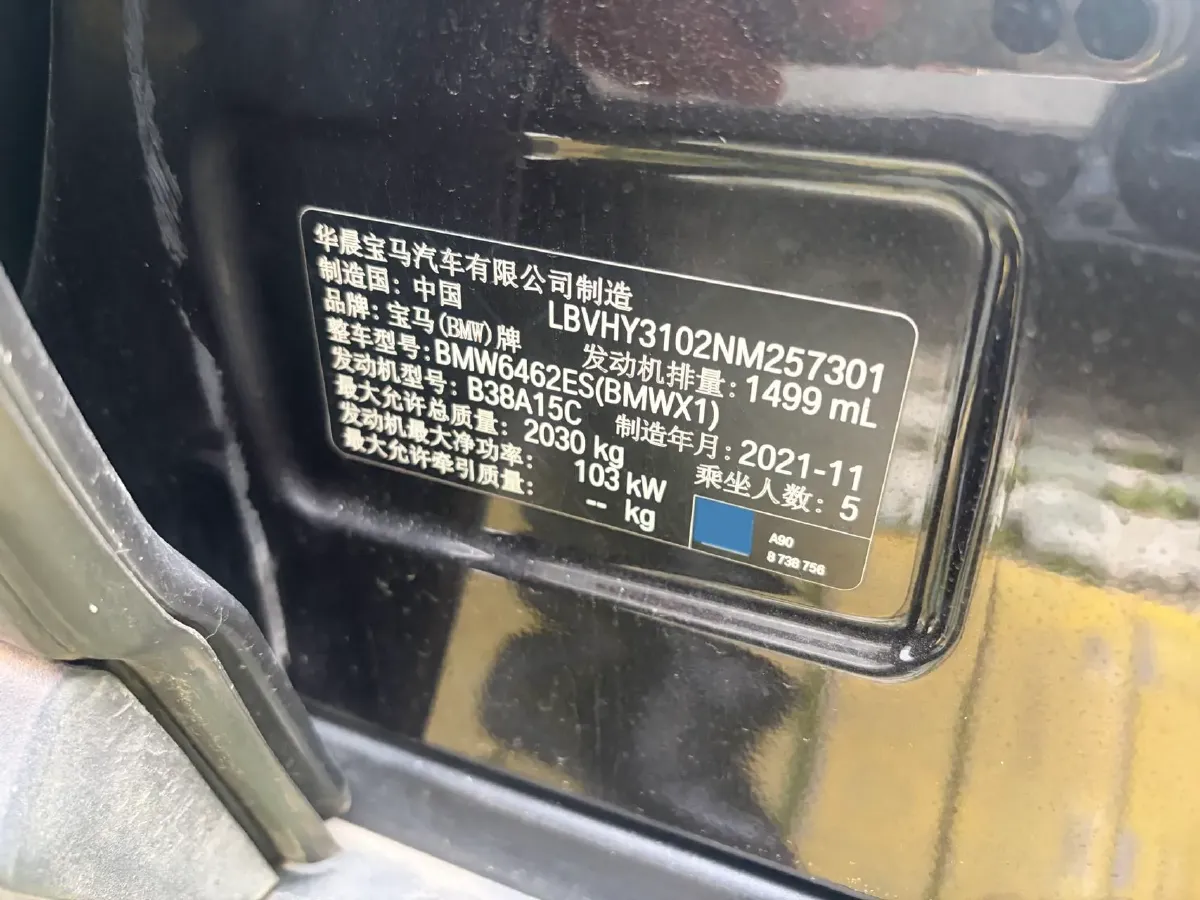 华晨宝马汽车有限公司制造
制造国：中国
LBVHY3102NM257301
品牌：宝马(BMW)牌
发动机排量：1499 mL
整车型号：BMW6462ES(BMWX1)
发动机型号：B38A15C
制造年月：2021-11
最大允许总质量：2030 kg
乘坐人数：5
发动机最大净功率：103 kW
最大允许牵引质量：-- kg
A90
8 738 756